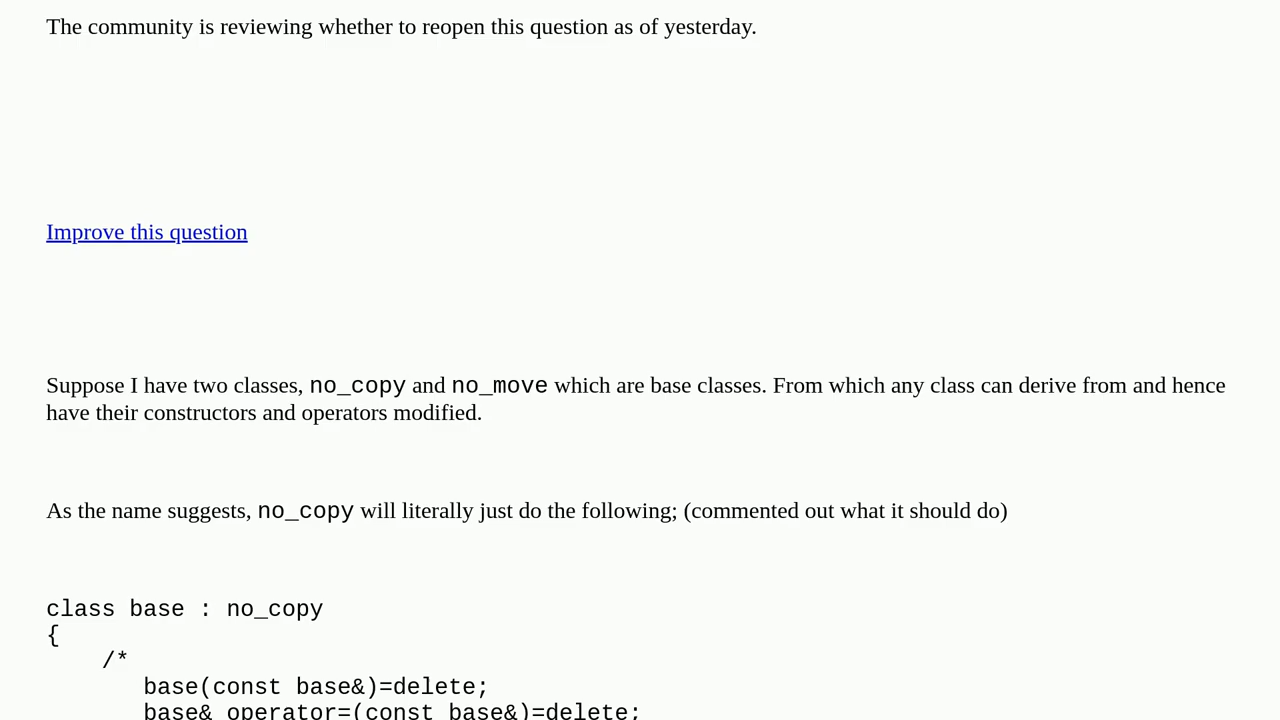 The community is reviewing whether to reopen this question as of yesterday.
Improve this question
Suppose I have two classes, no_copy and no_move which are base classes. From which any class can derive from and hence
have their constructors and operators modified.
As the name suggests, no_copy will literally just do the following; (commented out what it should do)
class base : no_copy
{
    /*
       base(const base&)=delete;
       base& operator=(const base&)=delete;